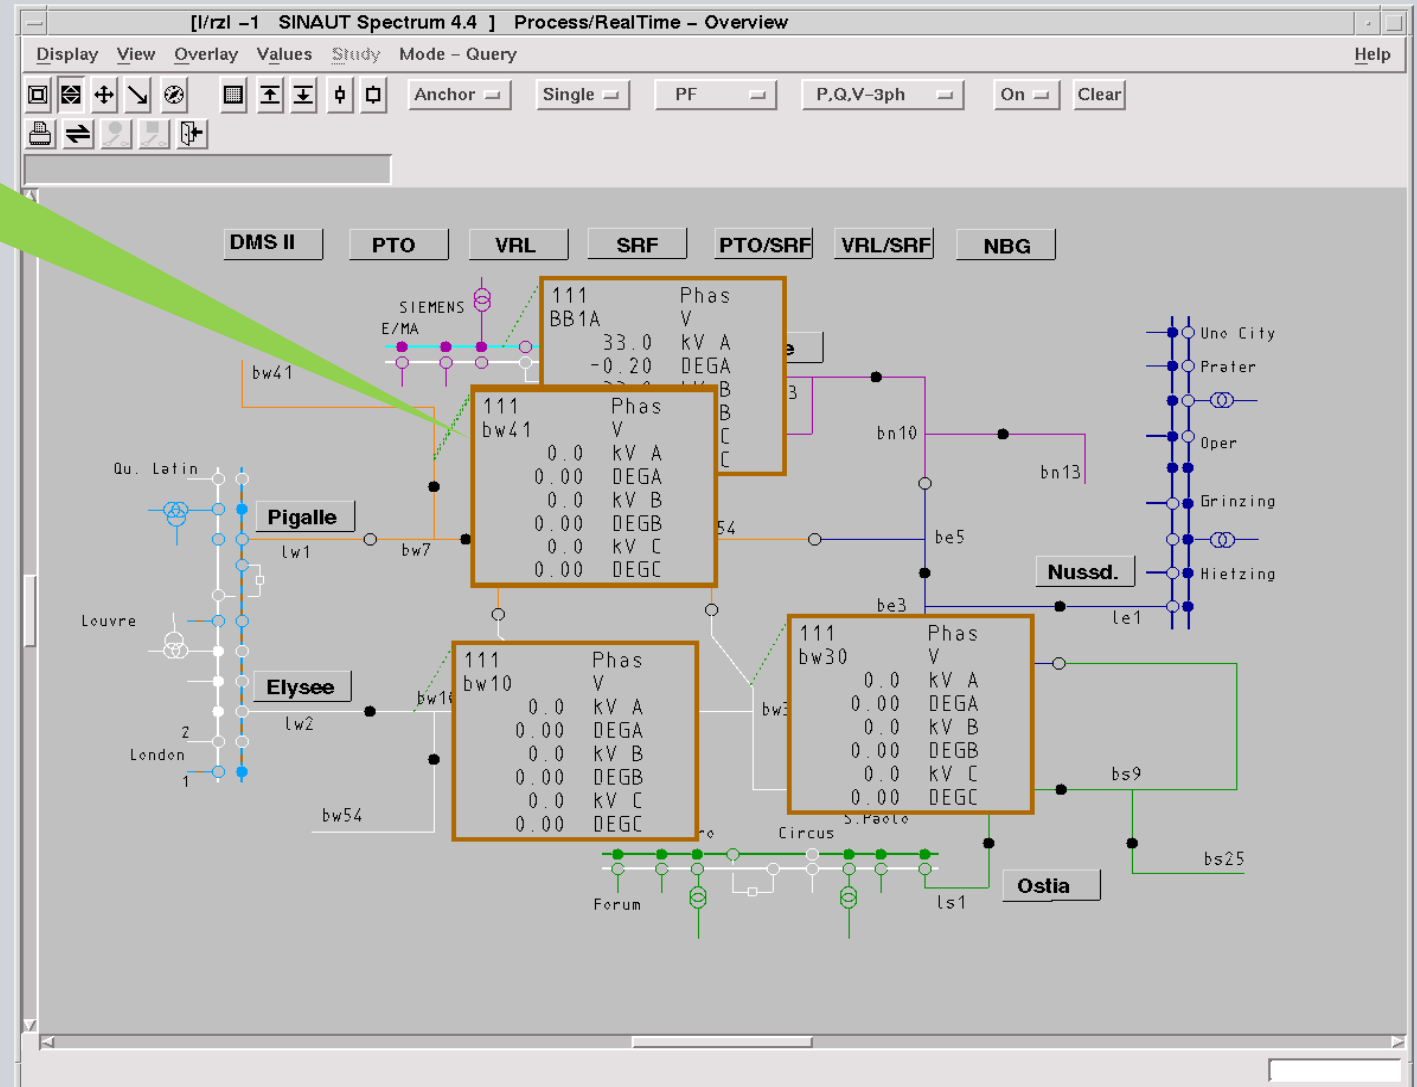 [l/rzl –1 SINAUT Spectrum 4.4 ] Process/RealTime – Overview
Display View Overlay Values Study Mode – Query Help
Anchor Single PF P,Q,V–3ph On Clear
DMS II PTO VRL SRF PTO/SRF VRL/SRF NBG
SIEMENS
E/MA
111 Phas
BB1A V
33.0 kV A
-0.20 DEGA
B
B
C
C
e
3
bw41
111 Phas
bw41 V
0.0 kV A
0.00 DEGA
0.0 kV B
0.00 DEGB
0.0 kV C
0.00 DEGC
54
bn10
bn13
be5
be3
le1
Nussd.
Uno City
Prater
Oper
Grinzing
Hietzing
Qu. Latin
Pigalle
lw1
bw7
Louvre
Elysee
lw2
2
London
1
bw54
111 Phas
bw10 V
0.0 kV A
0.00 DEGA
0.0 kV B
0.00 DEGB
0.0 kV C
0.00 DEGC
111 Phas
bw30 V
0.0 kV A
0.00 DEGA
0.0 kV B
0.00 DEGB
0.0 kV C
0.00 DEGC
bs9
bs25
S.Paolo
Circus
ro
Forum
ls1
Ostia